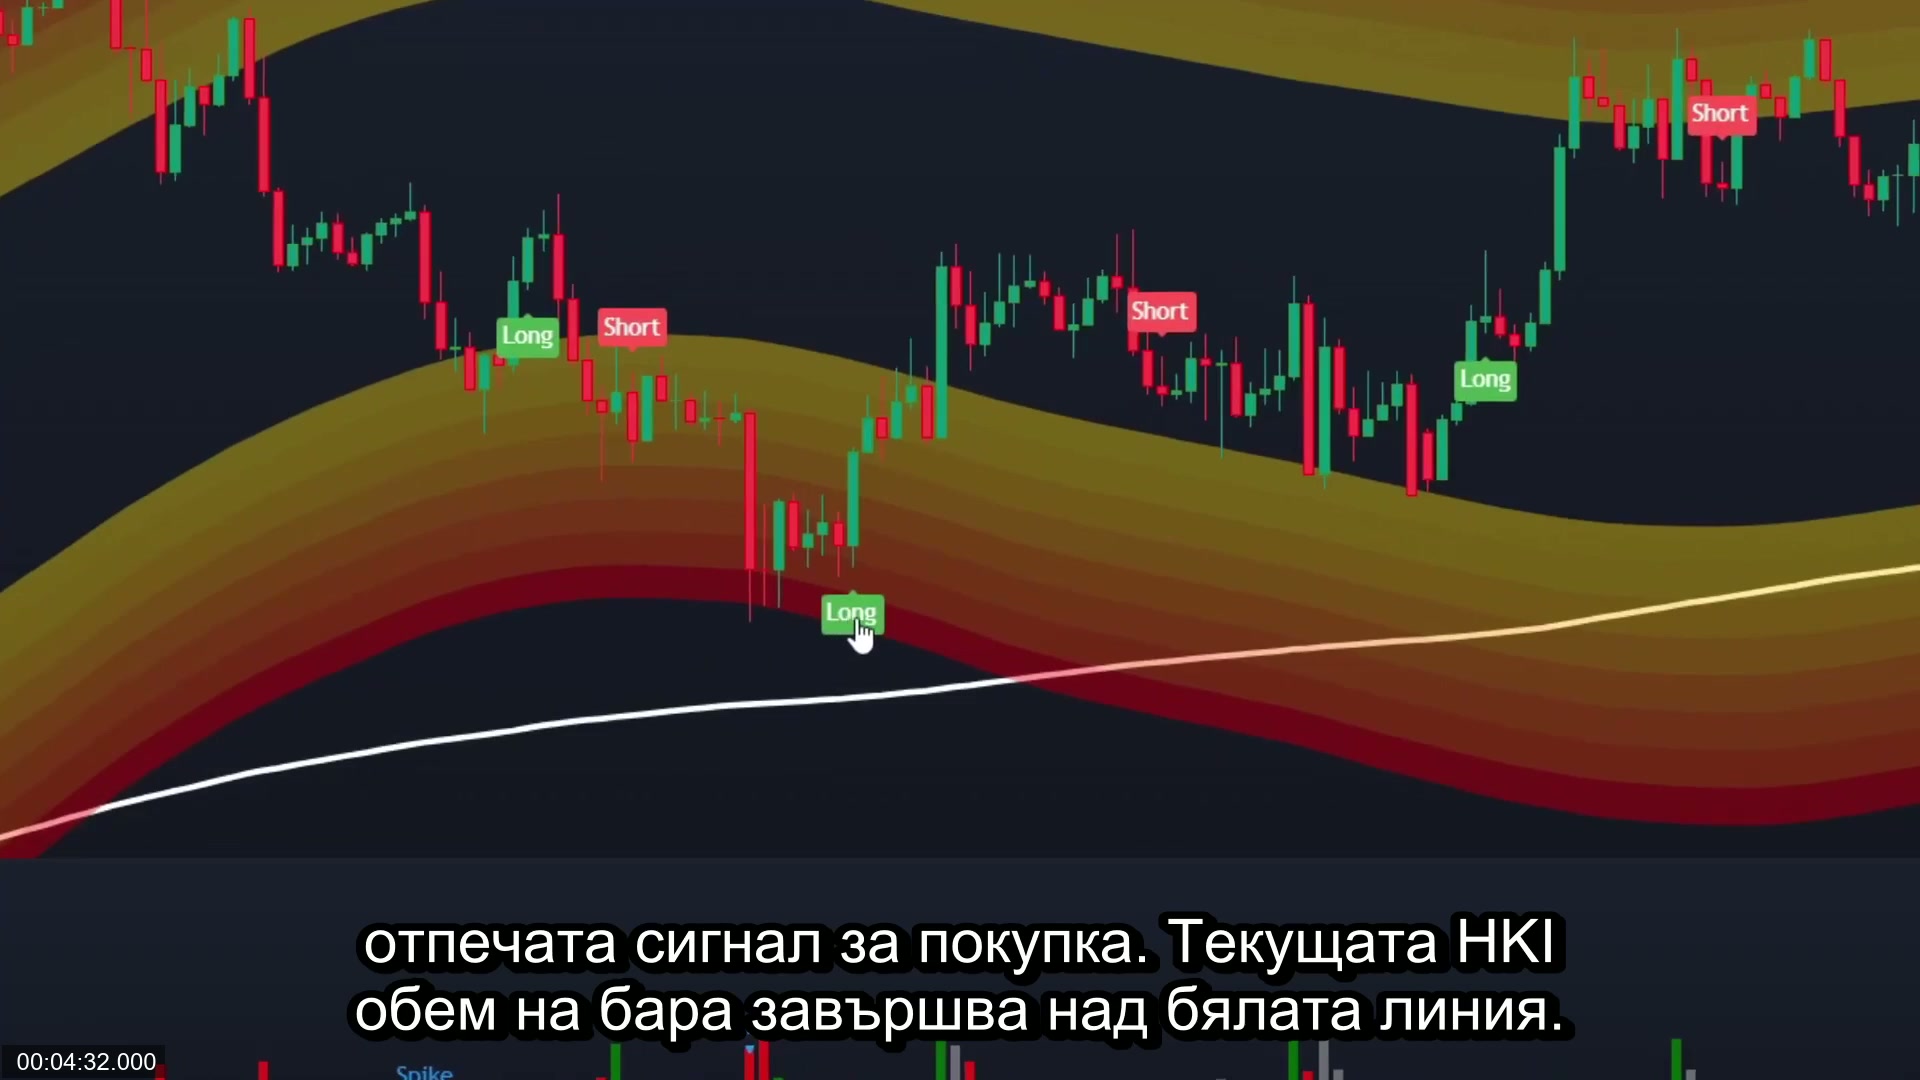 Short
Short
Long
Short
Long
Long
отпечата сигнал за покупка. Текущата HKI
обем на бара завършва над бялата линия.
00:04:32.000
Spike